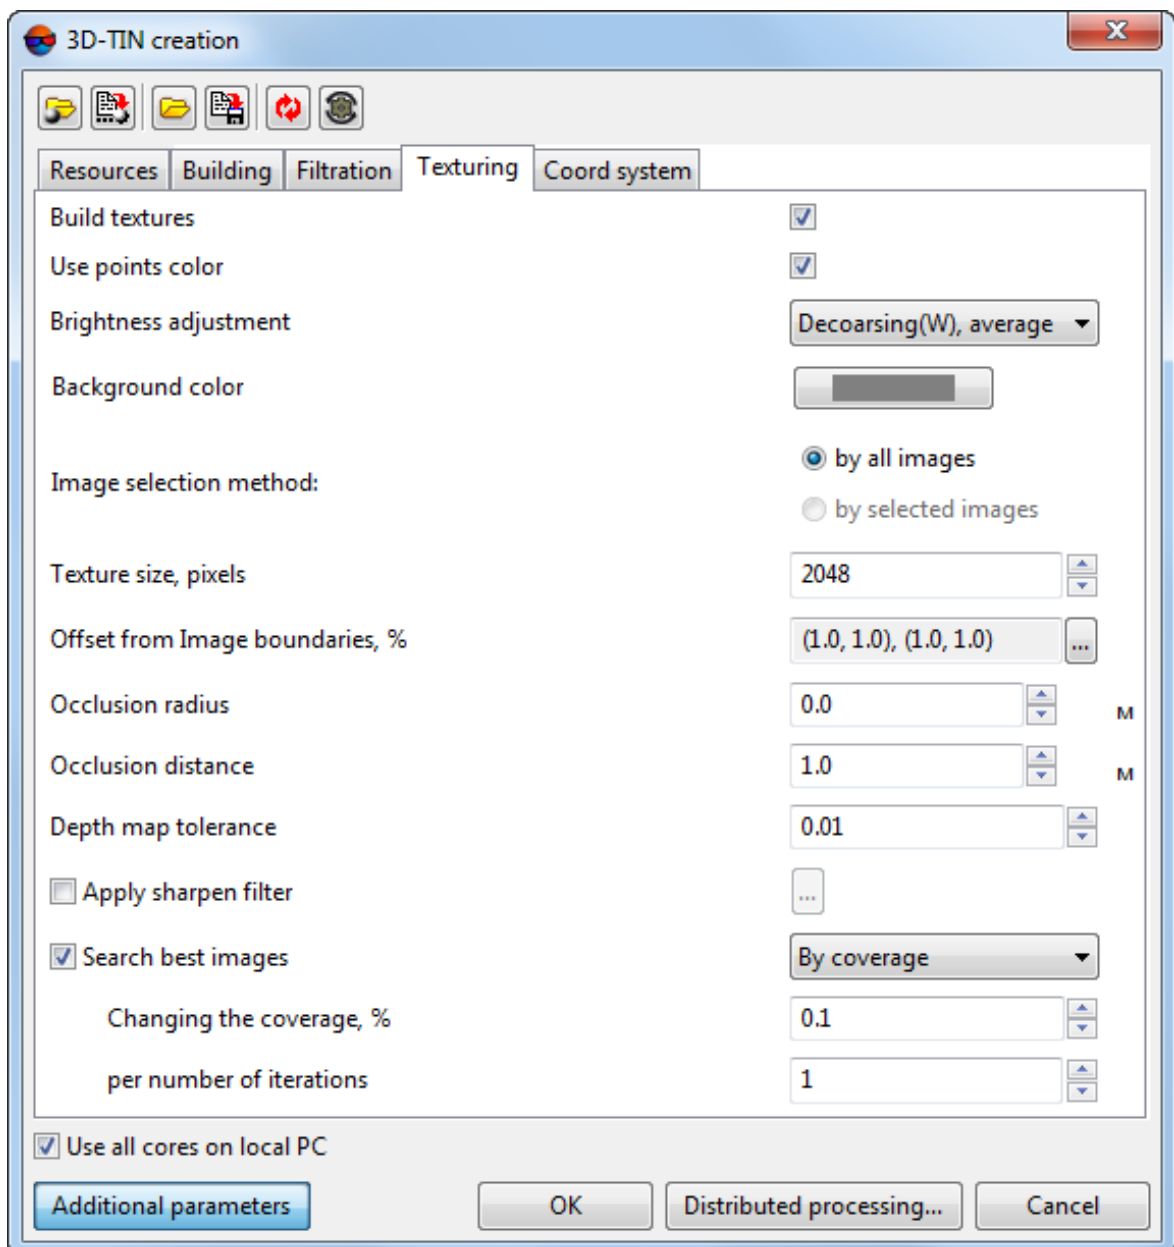 3D-TIN creation
Resources Building Filtration Texturing Coord system
Build textures
Use points color
Brightness adjustment Decoarsing(W), average
Background color
by all images
Image selection method:
by selected images
Texture size, pixels 2048
Offset from Image boundaries, % (1.0, 1.0), (1.0, 1.0) ...
Occlusion radius 0.0 м
Occlusion distance 1.0 м
Depth map tolerance 0.01
Apply sharpen filter ...
Search best images By coverage
Changing the coverage, % 0.1
per number of iterations 1
Use all cores on local PC
Additional parameters OK Distributed processing... Cancel